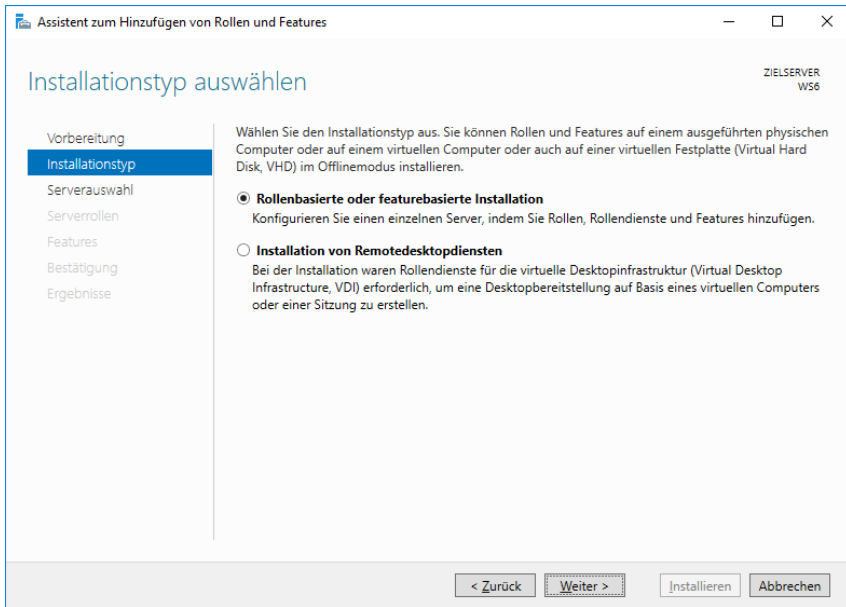 Assistent zum Hinzufügen von Rollen und Features
Installationstyp auswählen
ZIELSERVER
WS6
Vorbereitung
Installationstyp
Serverauswahl
Serverrollen
Features
Bestätigung
Ergebnisse
Wählen Sie den Installationstyp aus. Sie können Rollen und Features auf einem ausgeführten physischen
Computer oder auf einem virtuellen Computer oder auch auf einer virtuellen Festplatte (Virtual Hard
Disk, VHD) im Offlinemodus installieren.
Rollenbasierte oder featurebasierte Installation
Konfigurieren Sie einen einzelnen Server, indem Sie Rollen, Rollendienste und Features hinzufügen.
Installation von Remotedesktopdiensten
Bei der Installation waren Rollendienste für die virtuelle Desktopinfrastruktur (Virtual Desktop
Infrastructure, VDI) erforderlich, um eine Desktopbereitstellung auf Basis eines virtuellen Computers
oder einer Sitzung zu erstellen.
< Zurück Weiter > Installieren Abbrechen